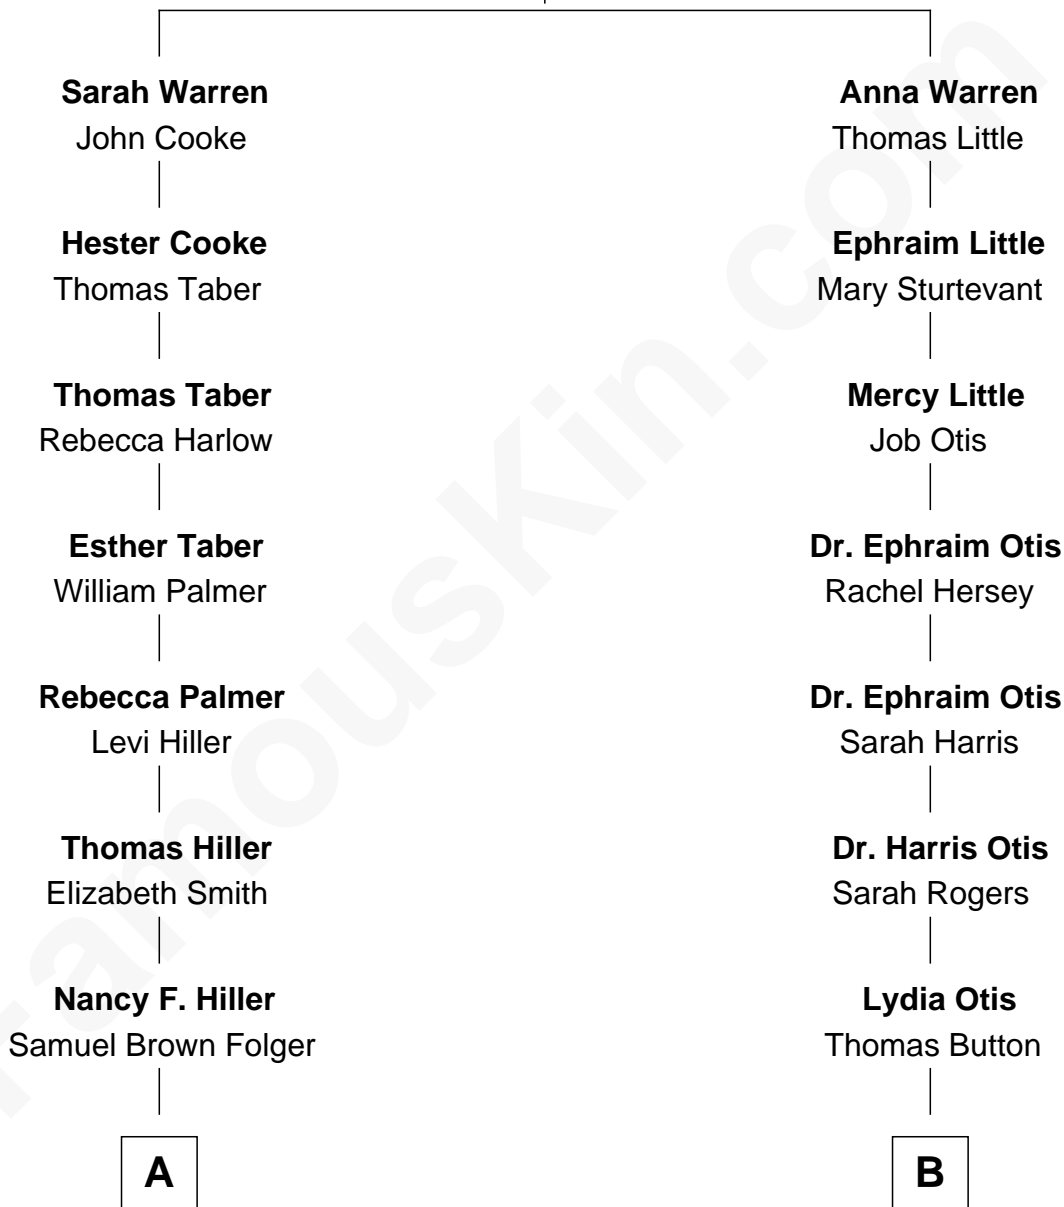 Sarah Warren
John Cooke
Anna Warren
Thomas Little
Hester Cooke
Thomas Taber
Ephraim Little
Mary Sturtevant
Thomas Taber
Rebecca Harlow
Mercy Little
Job Otis
Esther Taber
William Palmer
Dr. Ephraim Otis
Rachel Hersey
Rebecca Palmer
Levi Hiller
Dr. Ephraim Otis
Sarah Harris
Thomas Hiller
Elizabeth Smith
Dr. Harris Otis
Sarah Rogers
Nancy F. Hiller
Samuel Brown Folger
Lydia Otis
Thomas Button
A
B
FamousKin.com